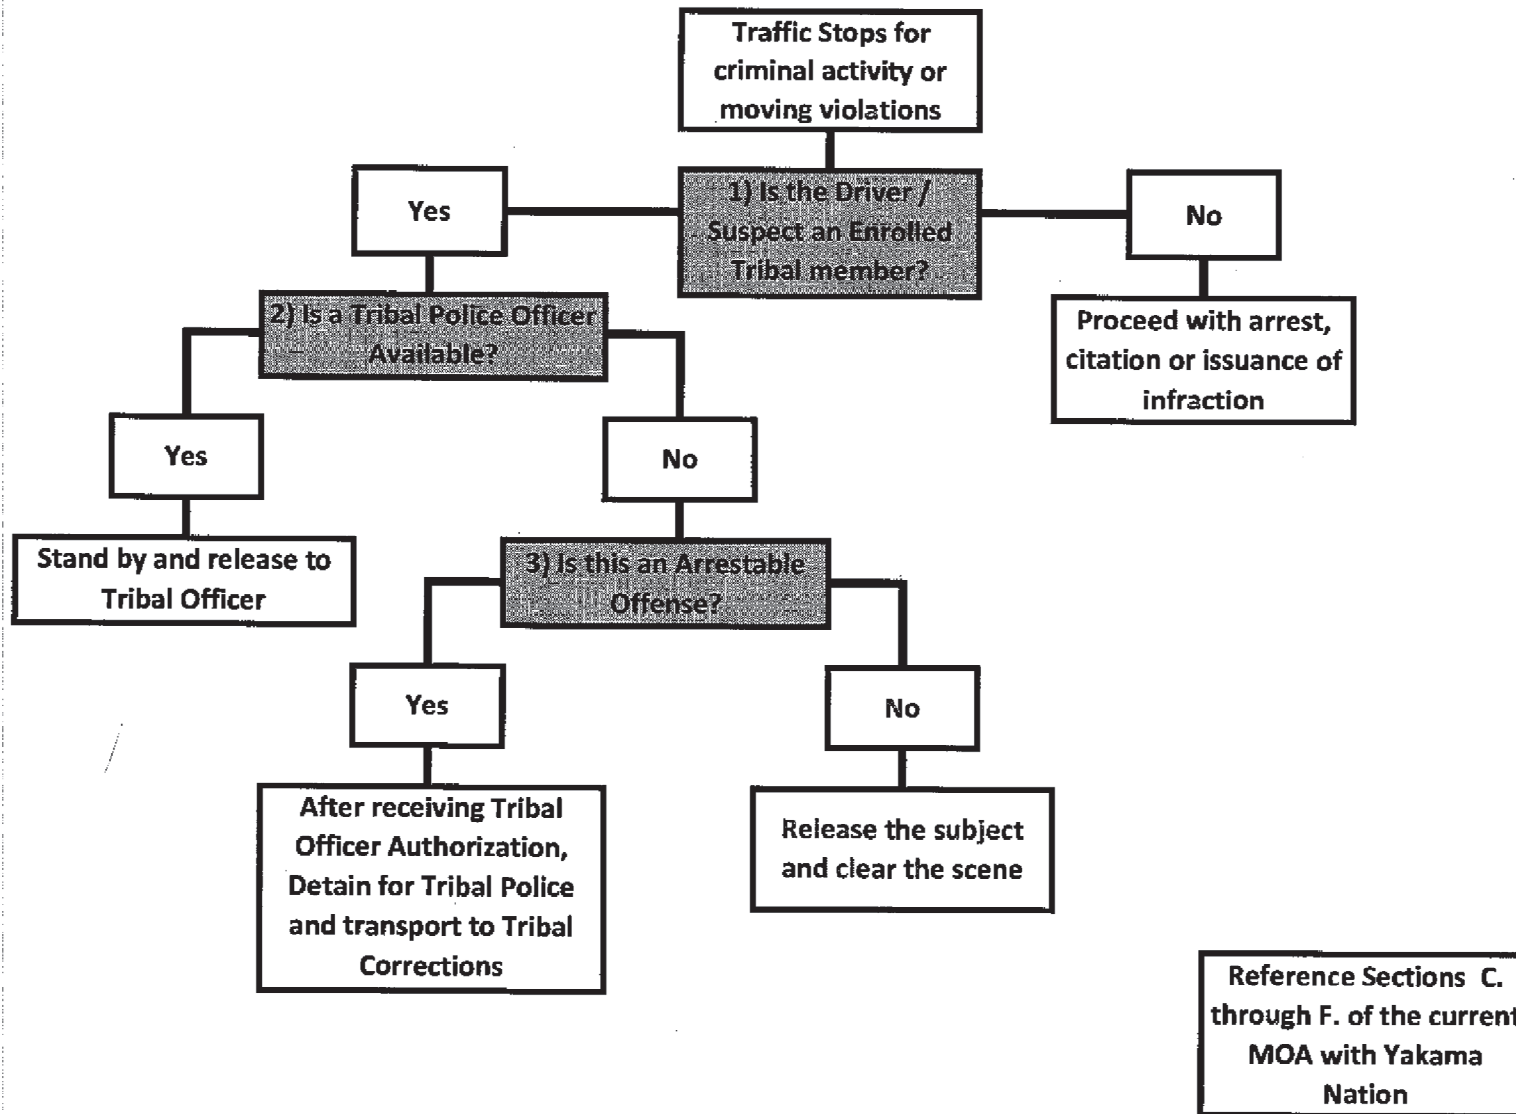 Traffic Stops for
criminal activity or
moving violations
Yes
1) Is the Driver /
Suspect an Enrolled
Tribal member?
No
2) Is a Tribal Police Officer
Available?
Proceed with arrest,
citation or issuance of
infraction
Yes
No
Stand by and release to
Tribal Officer
3) Is this an Arrestable
Offense?
Yes
No
After receiving Tribal
Officer Authorization,
Detain for Tribal Police
and transport to Tribal
Corrections
Release the subject
and clear the scene
Reference Sections C.
through F. of the current
MOA with Yakama
Nation